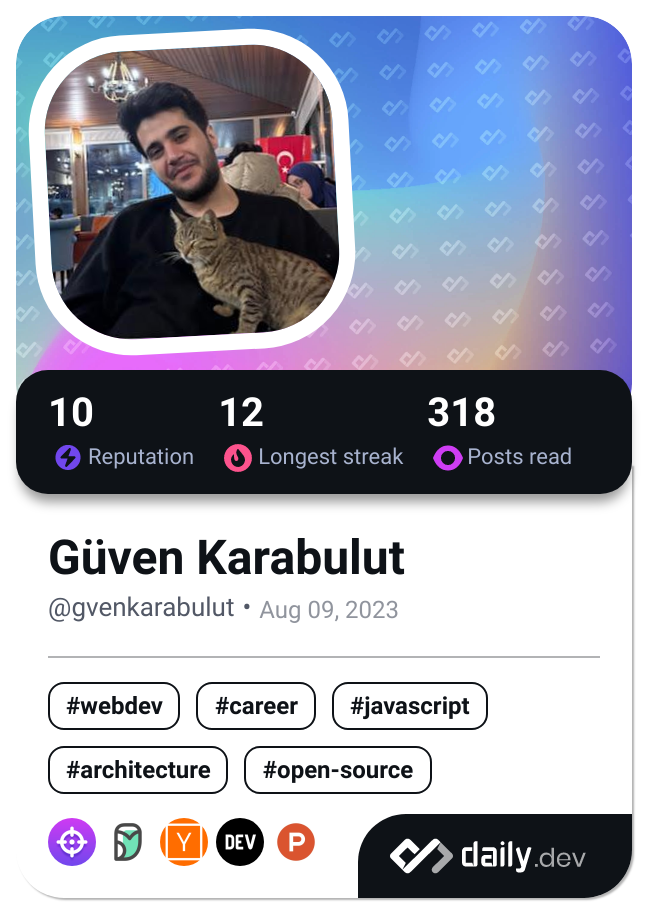 10 12 318
Reputation Longest streak Posts read
Güven Karabulut
@gvenkarabulut • Aug 09, 2023
#webdev #career #javascript
#architecture #open-source
Y DEV P
daily.dev